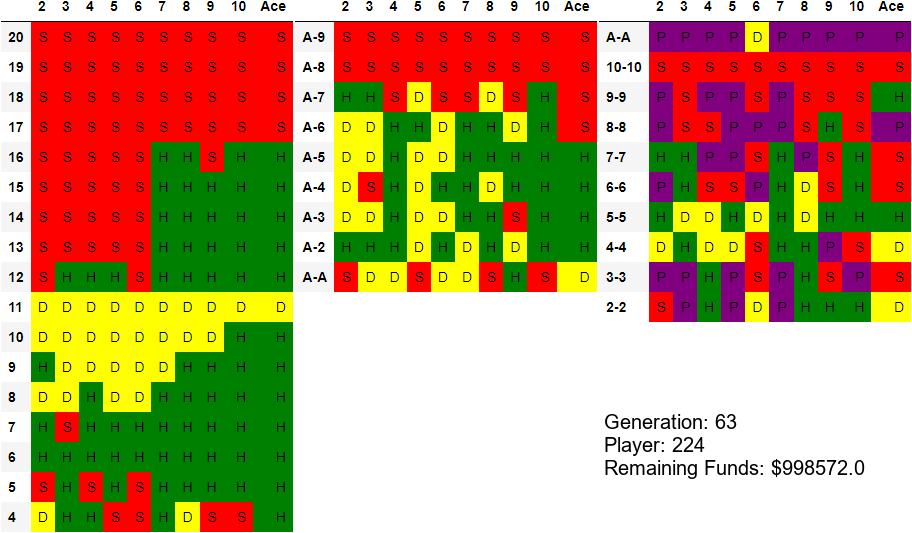 2 3 4 5 6 7 8 9 10 Ace 2 3 4 5 6 7 8 9 10 Ace 2 3 4 5 6 7 8 9 10 Ace
20 S S S S S S S S S S A-9 S S S S S S S S S S A-A P P P P D P P P P P
19 S S S S S S S S S S A-8 S S S S S S S S S S 10-10 S S S S S S S S S S
18 S S S S S S S S S S A-7 H H S D S S D S H S 9-9 P S P P S P S S S H
17 S S S S S S S S S S A-6 D D H H D H H D H S 8-8 P S S P P P S H S P
16 S S S S S H H S H H A-5 D D H D D H H H H H 7-7 H H P P S H P S H S
15 S S S S S H H H H H A-4 D S H D H H D H H H 6-6 P H S S P H D S H S
14 S S S S S H H H H H A-3 D D H D D H H S H H 5-5 H D D H D H D H H H
13 S S S S S H H H H H A-2 H H H D H D H D H H 4-4 D H D D S H H P S D
12 S H H H S H H H H H A-A S D D S D D S H S D 3-3 P P H P S P H S P S
11 D D D D D D D D D D 2-2 S P H P D P H H H D
10 D D D D D D D D H H
9 H D D D D D H H H H
8 D D H D D H H H H H
7 H S H H H H H H H H
6 H H H H H H H H H H
5 S H S H S H H H H H
4 D H H S S H D S S H
Generation: 63
Player: 224
Remaining Funds: $998572.0